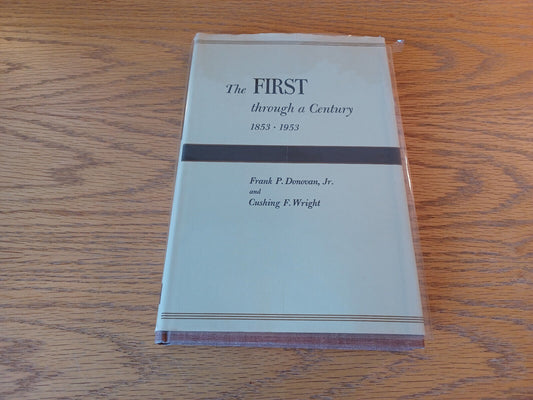 The FIRST
through a Century
1853 · 1953
Frank P. Donovan, Jr.
and
Cushing F. Wright